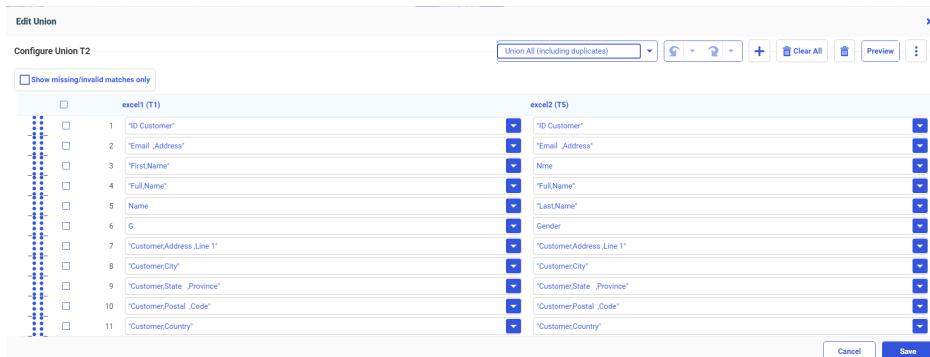 Edit Union
Configure Union T2
Union All (including duplicates)
Clear All
Preview
Show missing/invalid matches only
excel1 (T1) excel2 (T5)
1 "ID Customer" "ID Customer"
2 "Email ,Address" "Email ,Address"
3 "First,Name" Nme
4 "Full,Name" "Full,Name"
5 Name "Last,Name"
6 G Gender
7 "Customer,Address ,Line 1" "Customer,Address ,Line 1"
8 "Customer,City" "Customer,City"
9 "Customer,State ,Province" "Customer,State ,Province"
10 "Customer,Postal ,Code" "Customer,Postal ,Code"
11 "Customer,Country" "Customer,Country"
Cancel Save